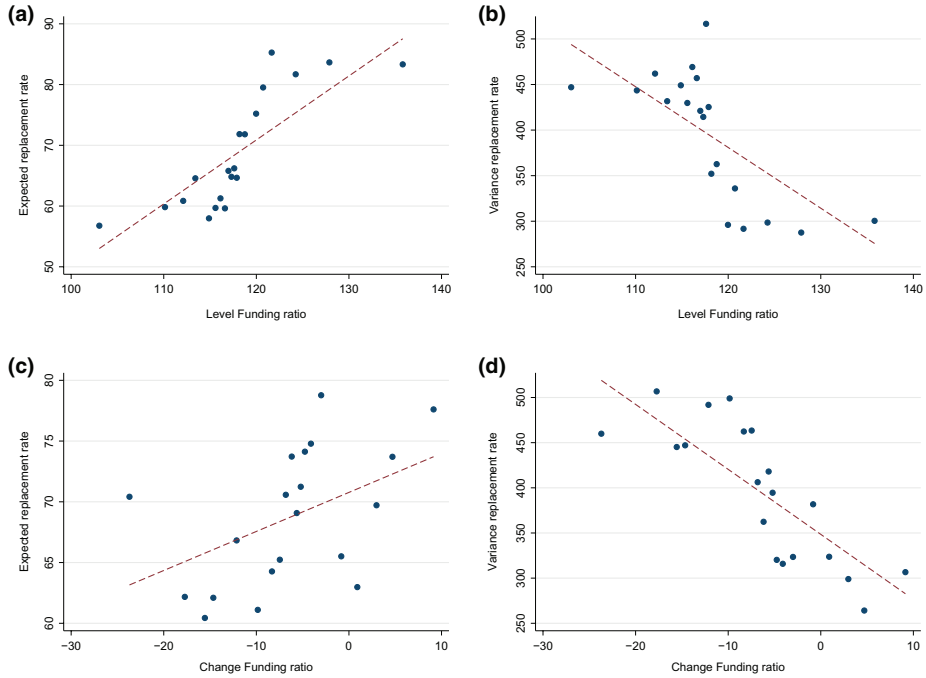 (a)
Expected replacement rate
90
80
70
60
50
100 110 120 130 140
Level Funding ratio
(b)
Variance replacement rate
500
450
400
350
300
250
100 110 120 130 140
Level Funding ratio
(c)
Expected replacement rate
80
75
70
65
60
−30 −20 −10 0 10
Change Funding ratio
(d)
Variance replacement rate
500
450
400
350
300
250
−30 −20 −10 0 10
Change Funding ratio